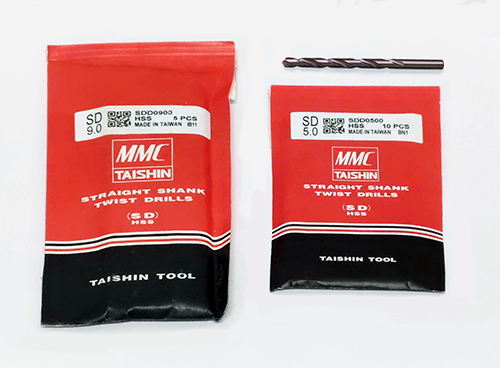 SD
9.0
SDD0900
HSS 5 PCS
MADE IN TAIWAN IB11
MMC
TAISHIN
STRAIGHT SHANK
TWIST DRILLS
(SD)
HSS
TAISHIN TOOL
SD
5.0
SDD0500
HSS 10 PCS
MADE IN TAIWAN BN1
MMC
TAISHIN
STRAIGHT SHANK
TWIST DRILLS
(SD)
HSS
TAISHIN TOOL